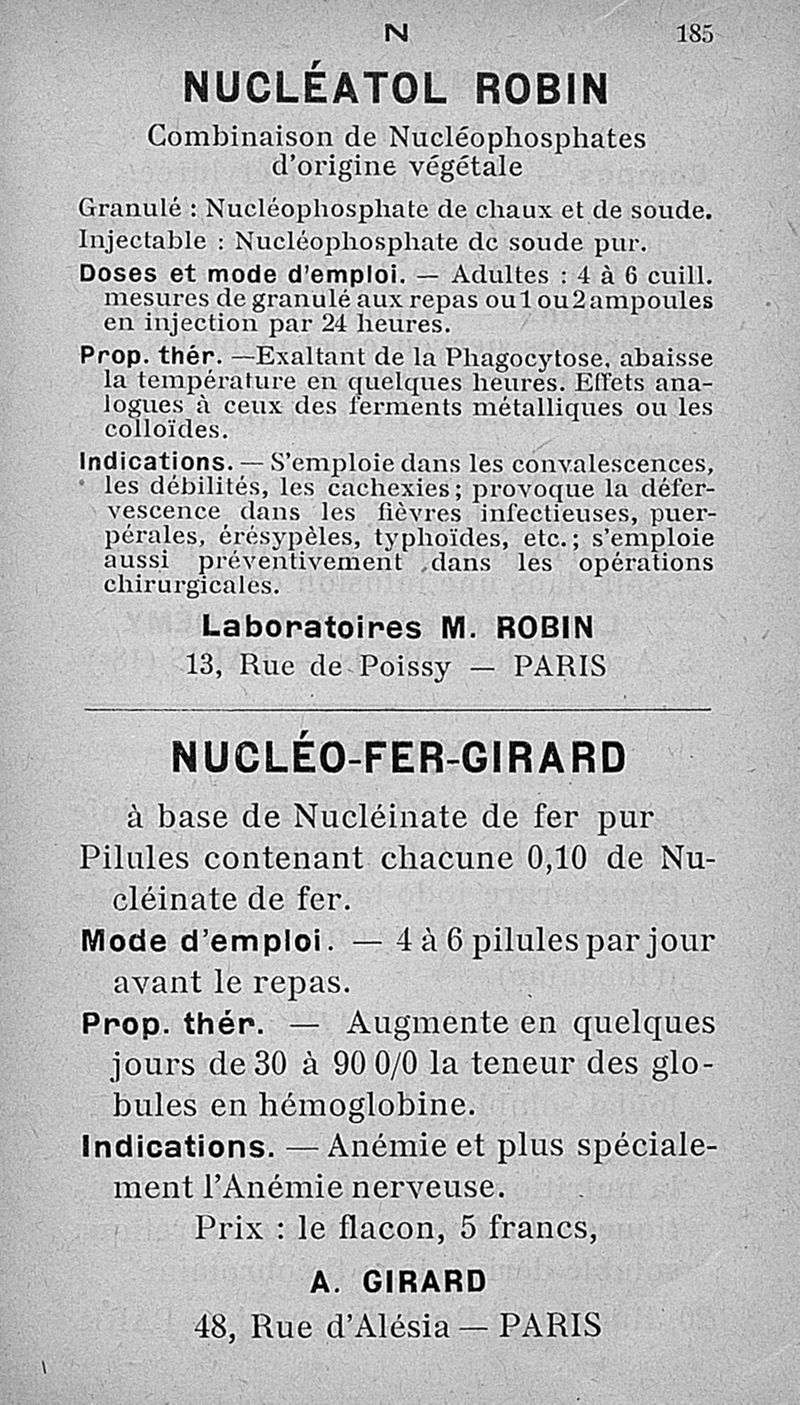 N 185
NUCLÉATOL ROBIN
Combinaison de Nucléophosphates
d'origine végétale
Granulé : Nucléophosphate de chaux et de soude.
Injectable : Nucléophosphate de soude pur.
Doses et mode d'emploi. — Adultes : 4 à 6 cuill.
mesures de granulé aux repas ou 1 ou 2 ampoules
en injection par 24 heures.
Prop. thér. — Exaltant de la Phagocytose, abaisse
la température en quelques heures. Effets ana-
logues à ceux des ferments métalliques ou les
colloïdes.
Indications. — S'emploie dans les convalescences,
les débilités, les cachexies; provoque la défer-
vescence dans les fièvres infectieuses, puer-
pérales, érésypèles, typhoïdes, etc.; s'emploie
aussi préventivement dans les opérations
chirurgicales.
Laboratoires M. ROBIN
13, Rue de Poissy — PARIS
NUCLÉO-FER-GIRARD
à base de Nucléinate de fer pur
Pilules contenant chacune 0,10 de Nu-
cléinate de fer.
Mode d'emploi. — 4 à 6 pilules par jour
avant le repas.
Prop. thér. — Augmente en quelques
jours de 30 à 90 0/0 la teneur des glo-
bules en hémoglobine.
Indications. — Anémie et plus spéciale-
ment l'Anémie nerveuse.
Prix : le flacon, 5 francs,
A. GIRARD
48, Rue d'Alésia — PARIS